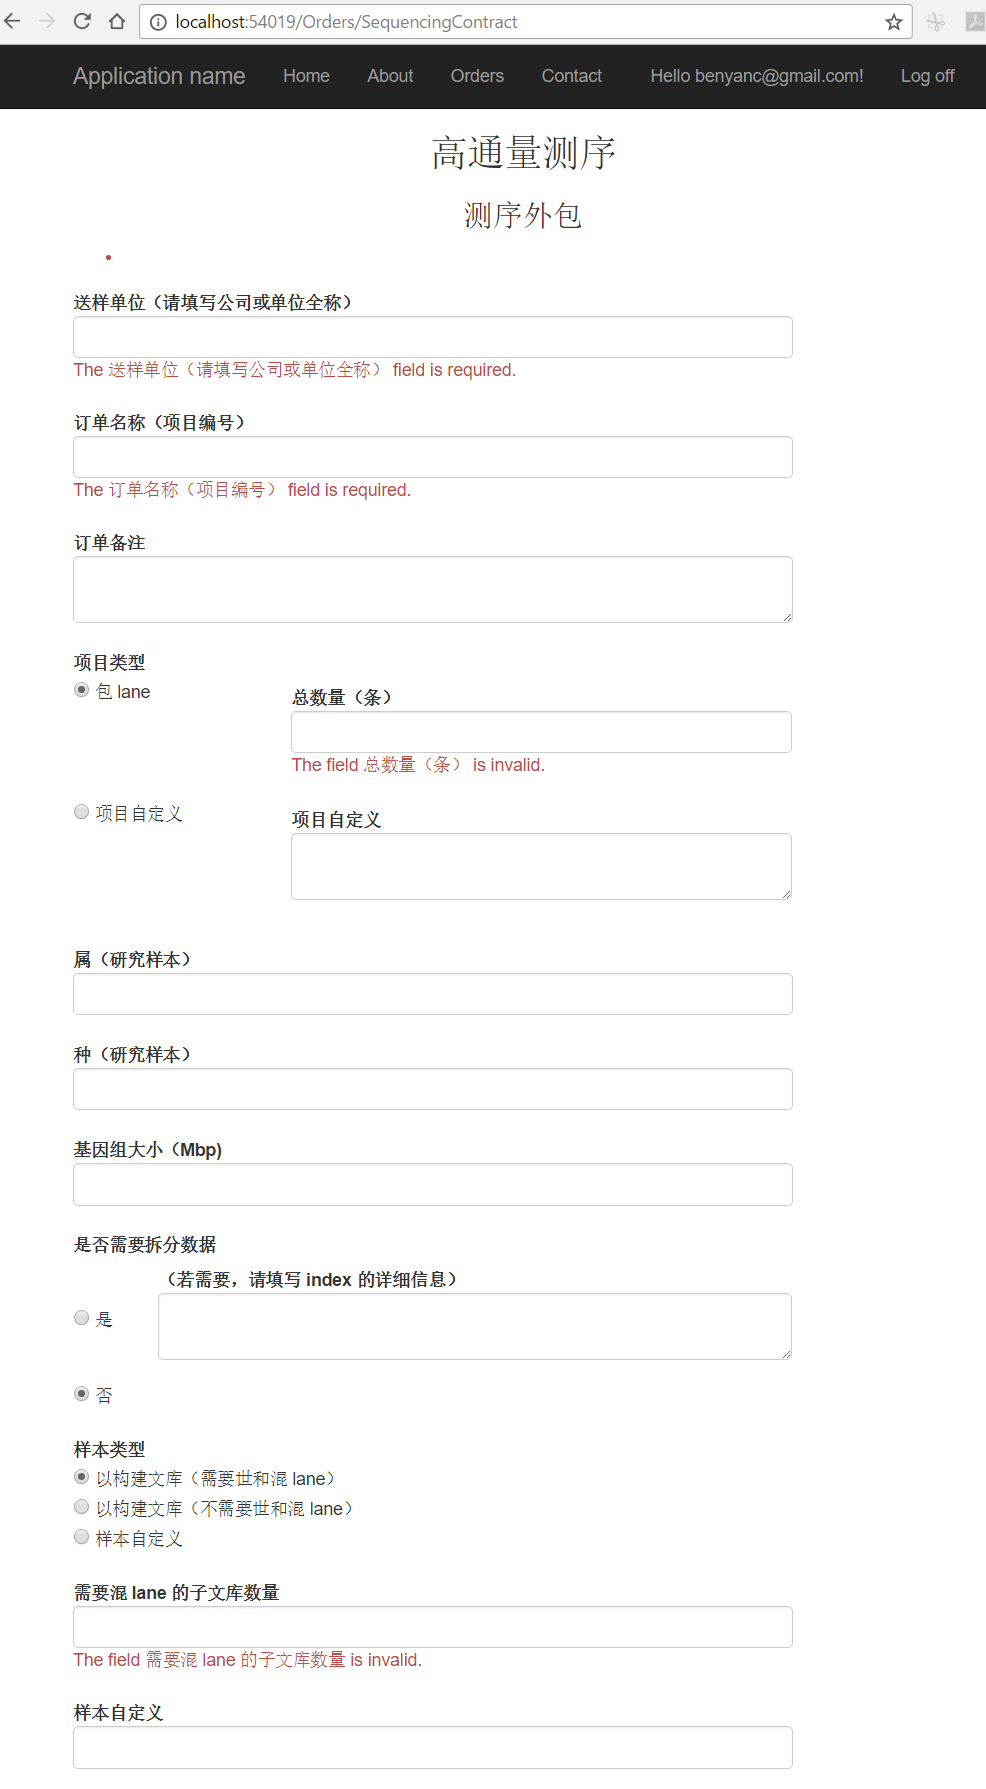 localhost:54019/Orders/SequencingContract
Application name Home About Orders Contact Hello benyanc@gmail.com! Log off
高通量测序
测序外包
送样单位（请填写公司或单位全称）
The 送样单位（请填写公司或单位全称） field is required.
订单名称（项目编号）
The 订单名称（项目编号） field is required.
订单备注
项目类型
包 lane
总数量（条）
The field 总数量（条） is invalid.
项目自定义
项目自定义
属（研究样本）
种（研究样本）
基因组大小（Mbp)
是否需要拆分数据
（若需要，请填写 index 的详细信息）
是
否
样本类型
以构建文库（需要世和混 lane）
以构建文库（不需要世和混 lane）
样本自定义
需要混 lane 的子文库数量
The field 需要混 lane 的子文库数量 is invalid.
样本自定义